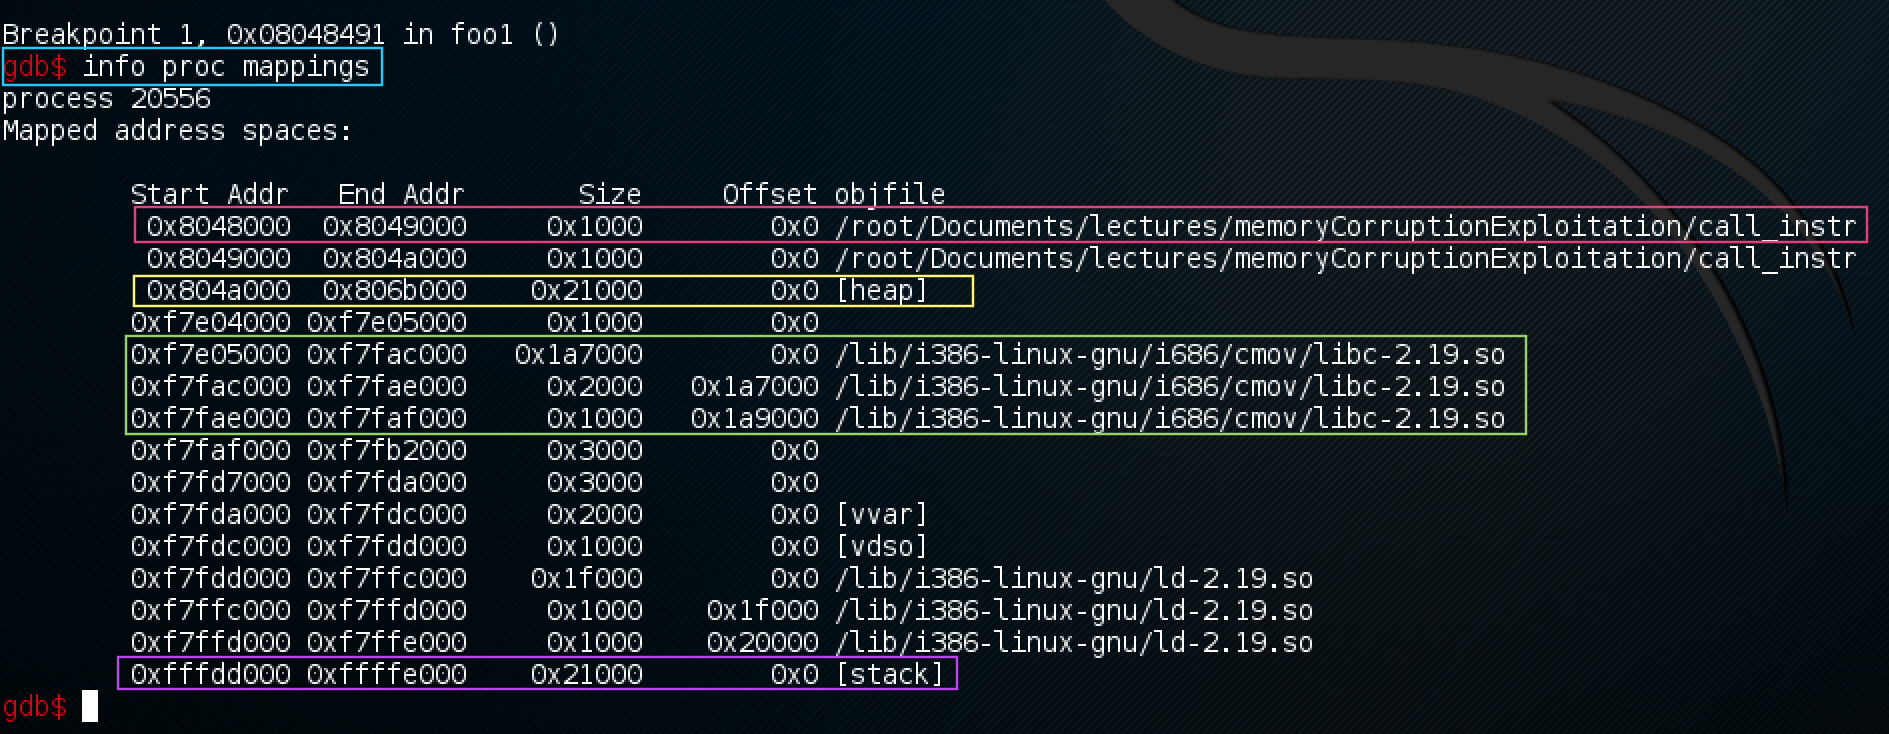 Breakpoint 1, 0x08048491 in foo1 ()
gdb$ info proc mappings
process 20556
Mapped address spaces:
Start Addr End Addr Size Offset objfile
0x8048000 0x8049000 0x1000 0x0 /root/Documents/lectures/memoryCorruptionExploitation/call_instr
0x8049000 0x804a000 0x1000 0x0 /root/Documents/lectures/memoryCorruptionExploitation/call_instr
0x804a000 0x806b000 0x21000 0x0 [heap]
0xf7e04000 0xf7e05000 0x1000 0x0
0xf7e05000 0xf7fac000 0x1a7000 0x0 /lib/i386-linux-gnu/i686/cmov/libc-2.19.so
0xf7fac000 0xf7fae000 0x2000 0x1a7000 /lib/i386-linux-gnu/i686/cmov/libc-2.19.so
0xf7fae000 0xf7faf000 0x1000 0x1a9000 /lib/i386-linux-gnu/i686/cmov/libc-2.19.so
0xf7faf000 0xf7fb2000 0x3000 0x0
0xf7fd7000 0xf7fda000 0x3000 0x0
0xf7fda000 0xf7fdc000 0x2000 0x0 [vvar]
0xf7fdc000 0xf7fdd000 0x1000 0x0 [vdso]
0xf7fdd000 0xf7ffc000 0x1f000 0x0 /lib/i386-linux-gnu/ld-2.19.so
0xf7ffc000 0xf7ffd000 0x1000 0x1f000 /lib/i386-linux-gnu/ld-2.19.so
0xf7ffd000 0xf7ffe000 0x1000 0x20000 /lib/i386-linux-gnu/ld-2.19.so
0xfffdd000 0xffffe000 0x21000 0x0 [stack]
gdb$